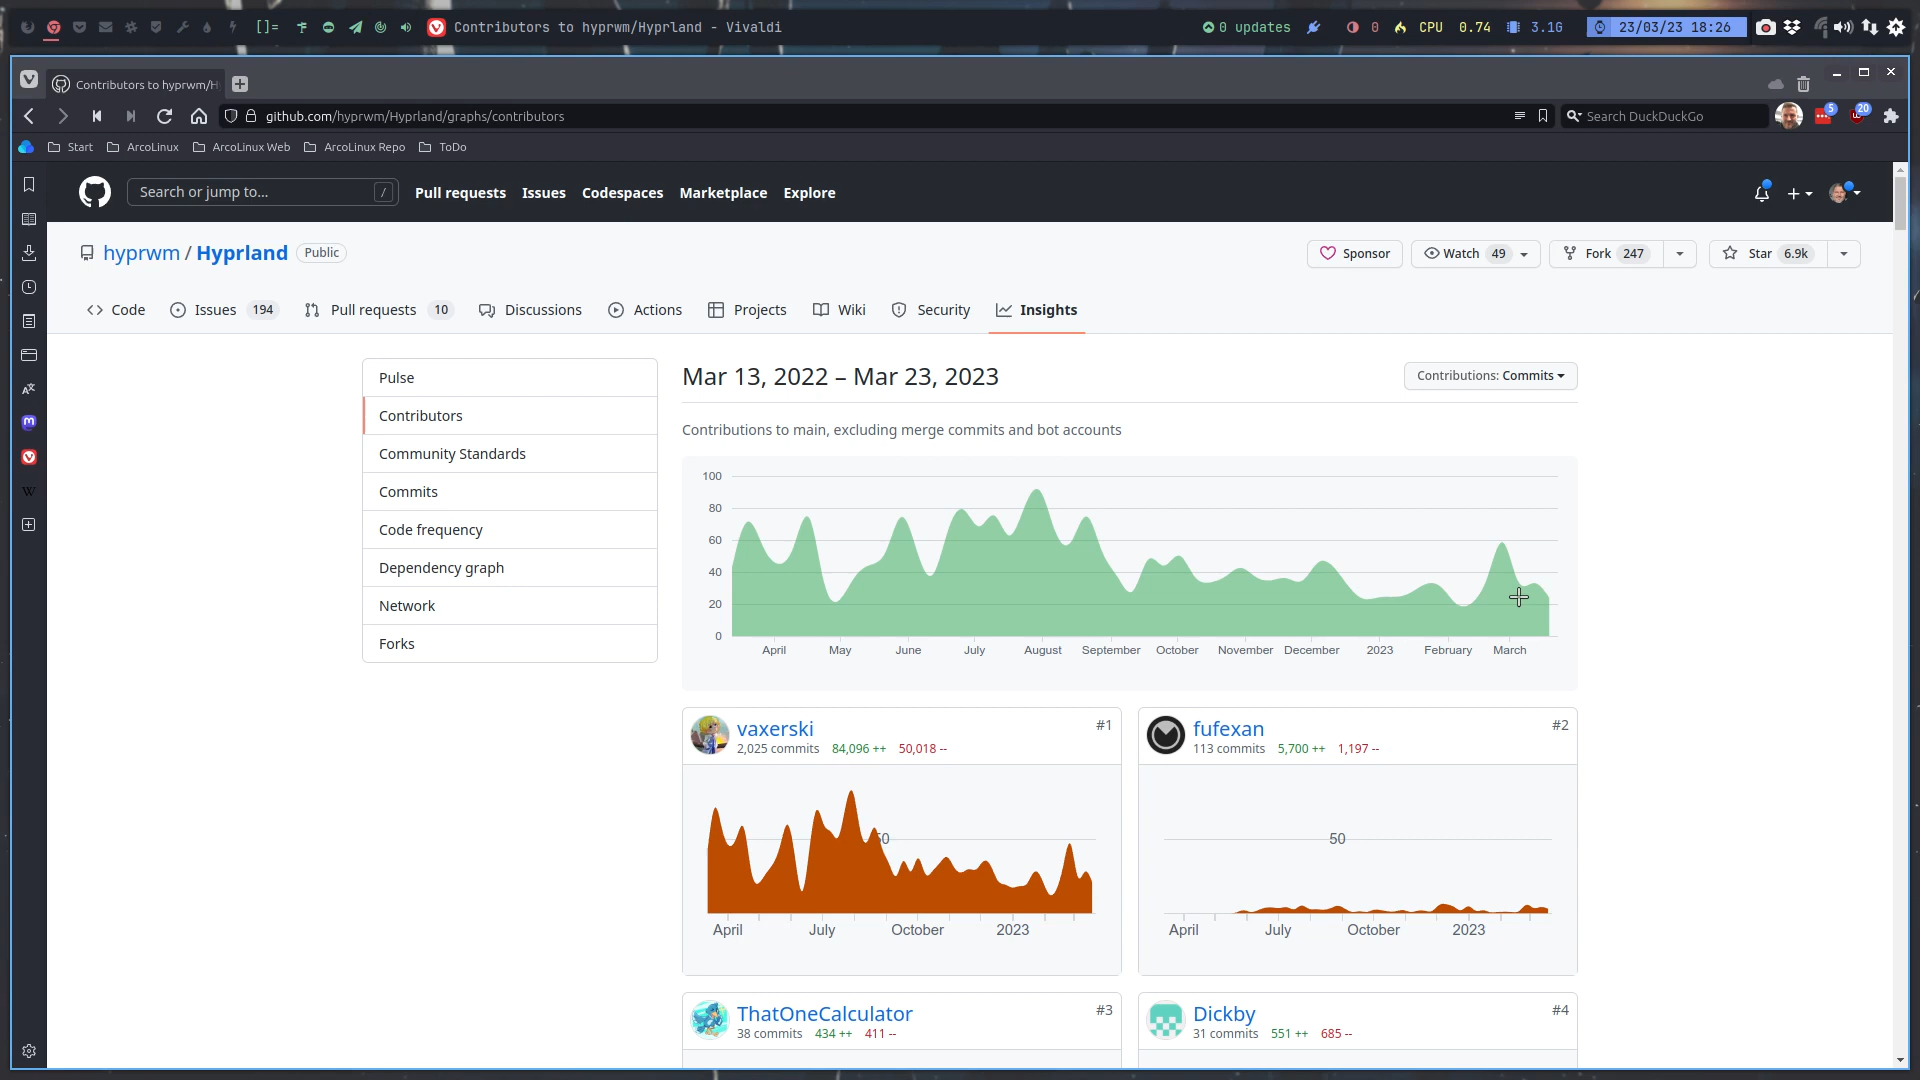 []=
Contributors to hyprwm/Hyprland - Vivaldi
0 updates
0
CPU 0.74
3.1G
23/03/23 18:26
Contributors to hyprwm/H
github.com/hyprwm/Hyprland/graphs/contributors
Search DuckDuckGo
5
20
Start
ArcoLinux
ArcoLinux Web
ArcoLinux Repo
ToDo
Search or jump to...
/
Pull requests
Issues
Codespaces
Marketplace
Explore
hyprwm / Hyprland
Public
Sponsor
Watch 49
Fork 247
Star 6.9k
Code
Issues 194
Pull requests 10
Discussions
Actions
Projects
Wiki
Security
Insights
Pulse
Contributors
Community Standards
Commits
Code frequency
Dependency graph
Network
Forks
Mar 13, 2022 – Mar 23, 2023
Contributions: Commits
Contributions to main, excluding merge commits and bot accounts
100
80
60
40
20
0
April May June July August September October November December 2023 February March
vaxerski
#1
2,025 commits 84,096 ++ 50,018 --
50
April July October 2023
fufexan
#2
113 commits 5,700 ++ 1,197 --
50
April July October 2023
ThatOneCalculator
#3
38 commits 434 ++ 411 --
Dickby
#4
31 commits 551 ++ 685 --